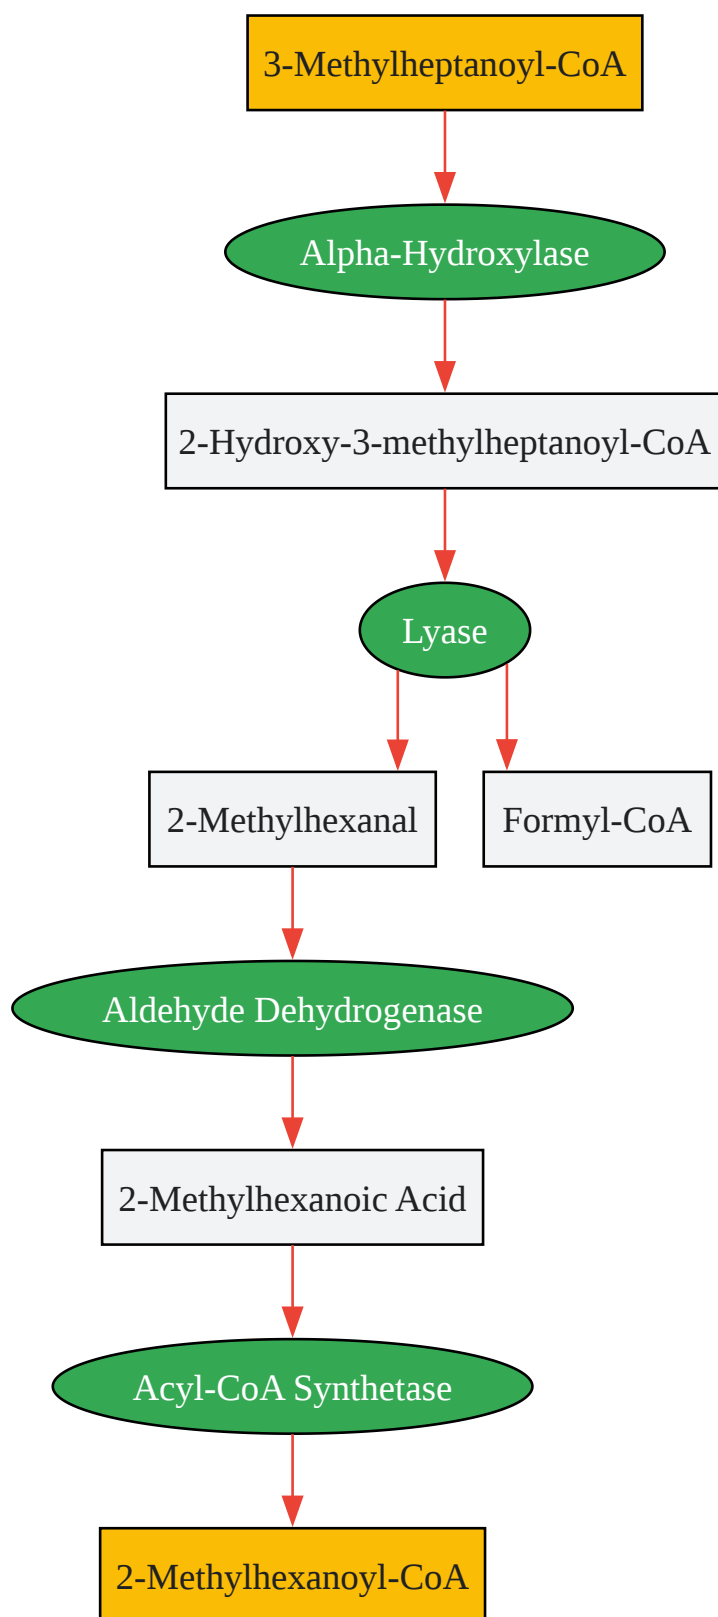 3-Methylheptanoyl-CoA
Alpha-Hydroxylase
2-Hydroxy-3-methylheptanoyl-CoA
Lyase
2-Methylhexanal
Formyl-CoA
Aldehyde Dehydrogenase
2-Methylhexanoic Acid
Acyl-CoA Synthetase
2-Methylhexanoyl-CoA